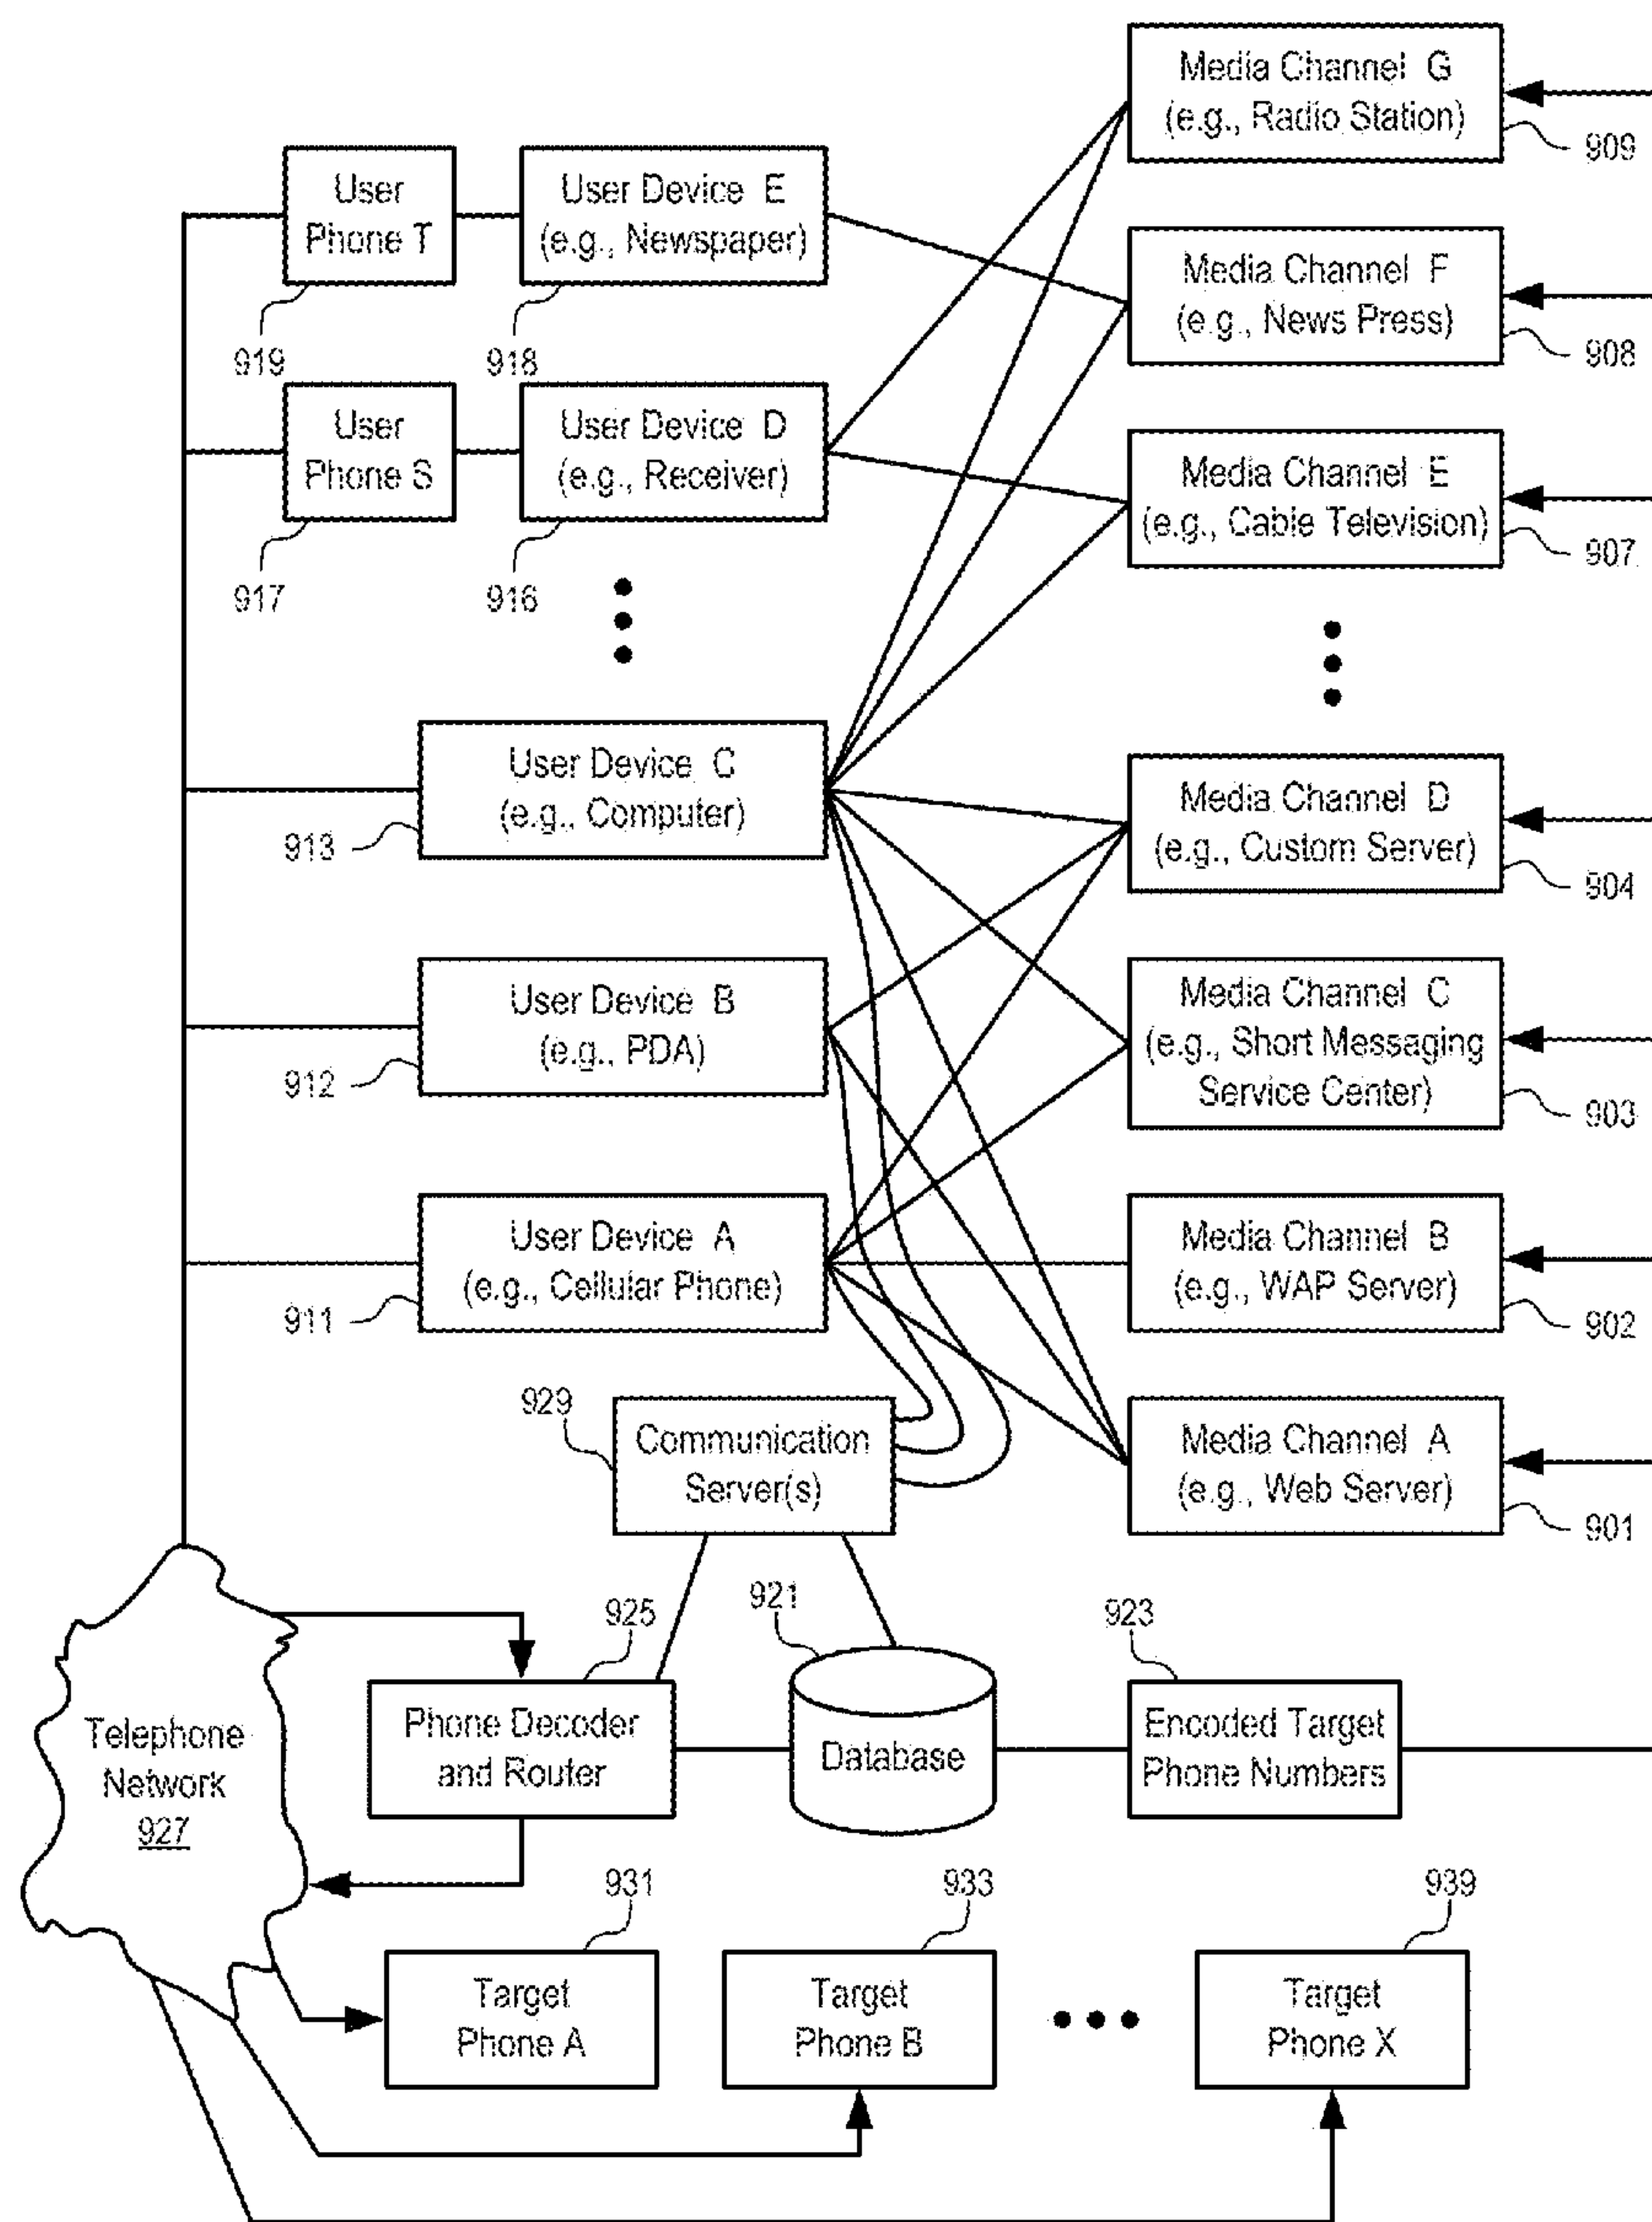 Media Channel G
(e.g., Radio Station)
909
User
Phone T
919
User Device E
(e.g., Newspaper)
918
Media Channel F
(e.g., News Press)
908
User
Phone S
917
User Device D
(e.g., Receiver)
916
Media Channel E
(e.g., Cable Television)
907
User Device C
(e.g., Computer)
913
Media Channel D
(e.g., Custom Server)
904
User Device B
(e.g., PDA)
912
Media Channel C
(e.g., Short Messaging
Service Center)
903
User Device A
(e.g., Cellular Phone)
911
Media Channel B
(e.g., WAP Server)
902
929
Communication
Server(s)
Media Channel A
(e.g., Web Server)
901
925
921
923
Telephone
Network
927
Phone Decoder
and Router
Database
Encoded Target
Phone Numbers
931
933
939
Target
Phone A
Target
Phone B
Target
Phone X